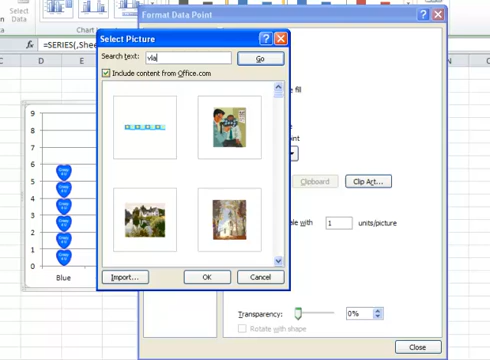 Select
Data
Chart L
Format Data Point
=SERIES(,Shee
Select Picture
Search text:
vla
Go
Include content from Office.com
e fill
oint
Clipboard
Clip Art...
le with
1
units/picture
C
D
E
9
8
7
6
5
4
3
2
1
0
Blue
Import...
OK
Cancel
Transparency:
0%
Rotate with shape
Close